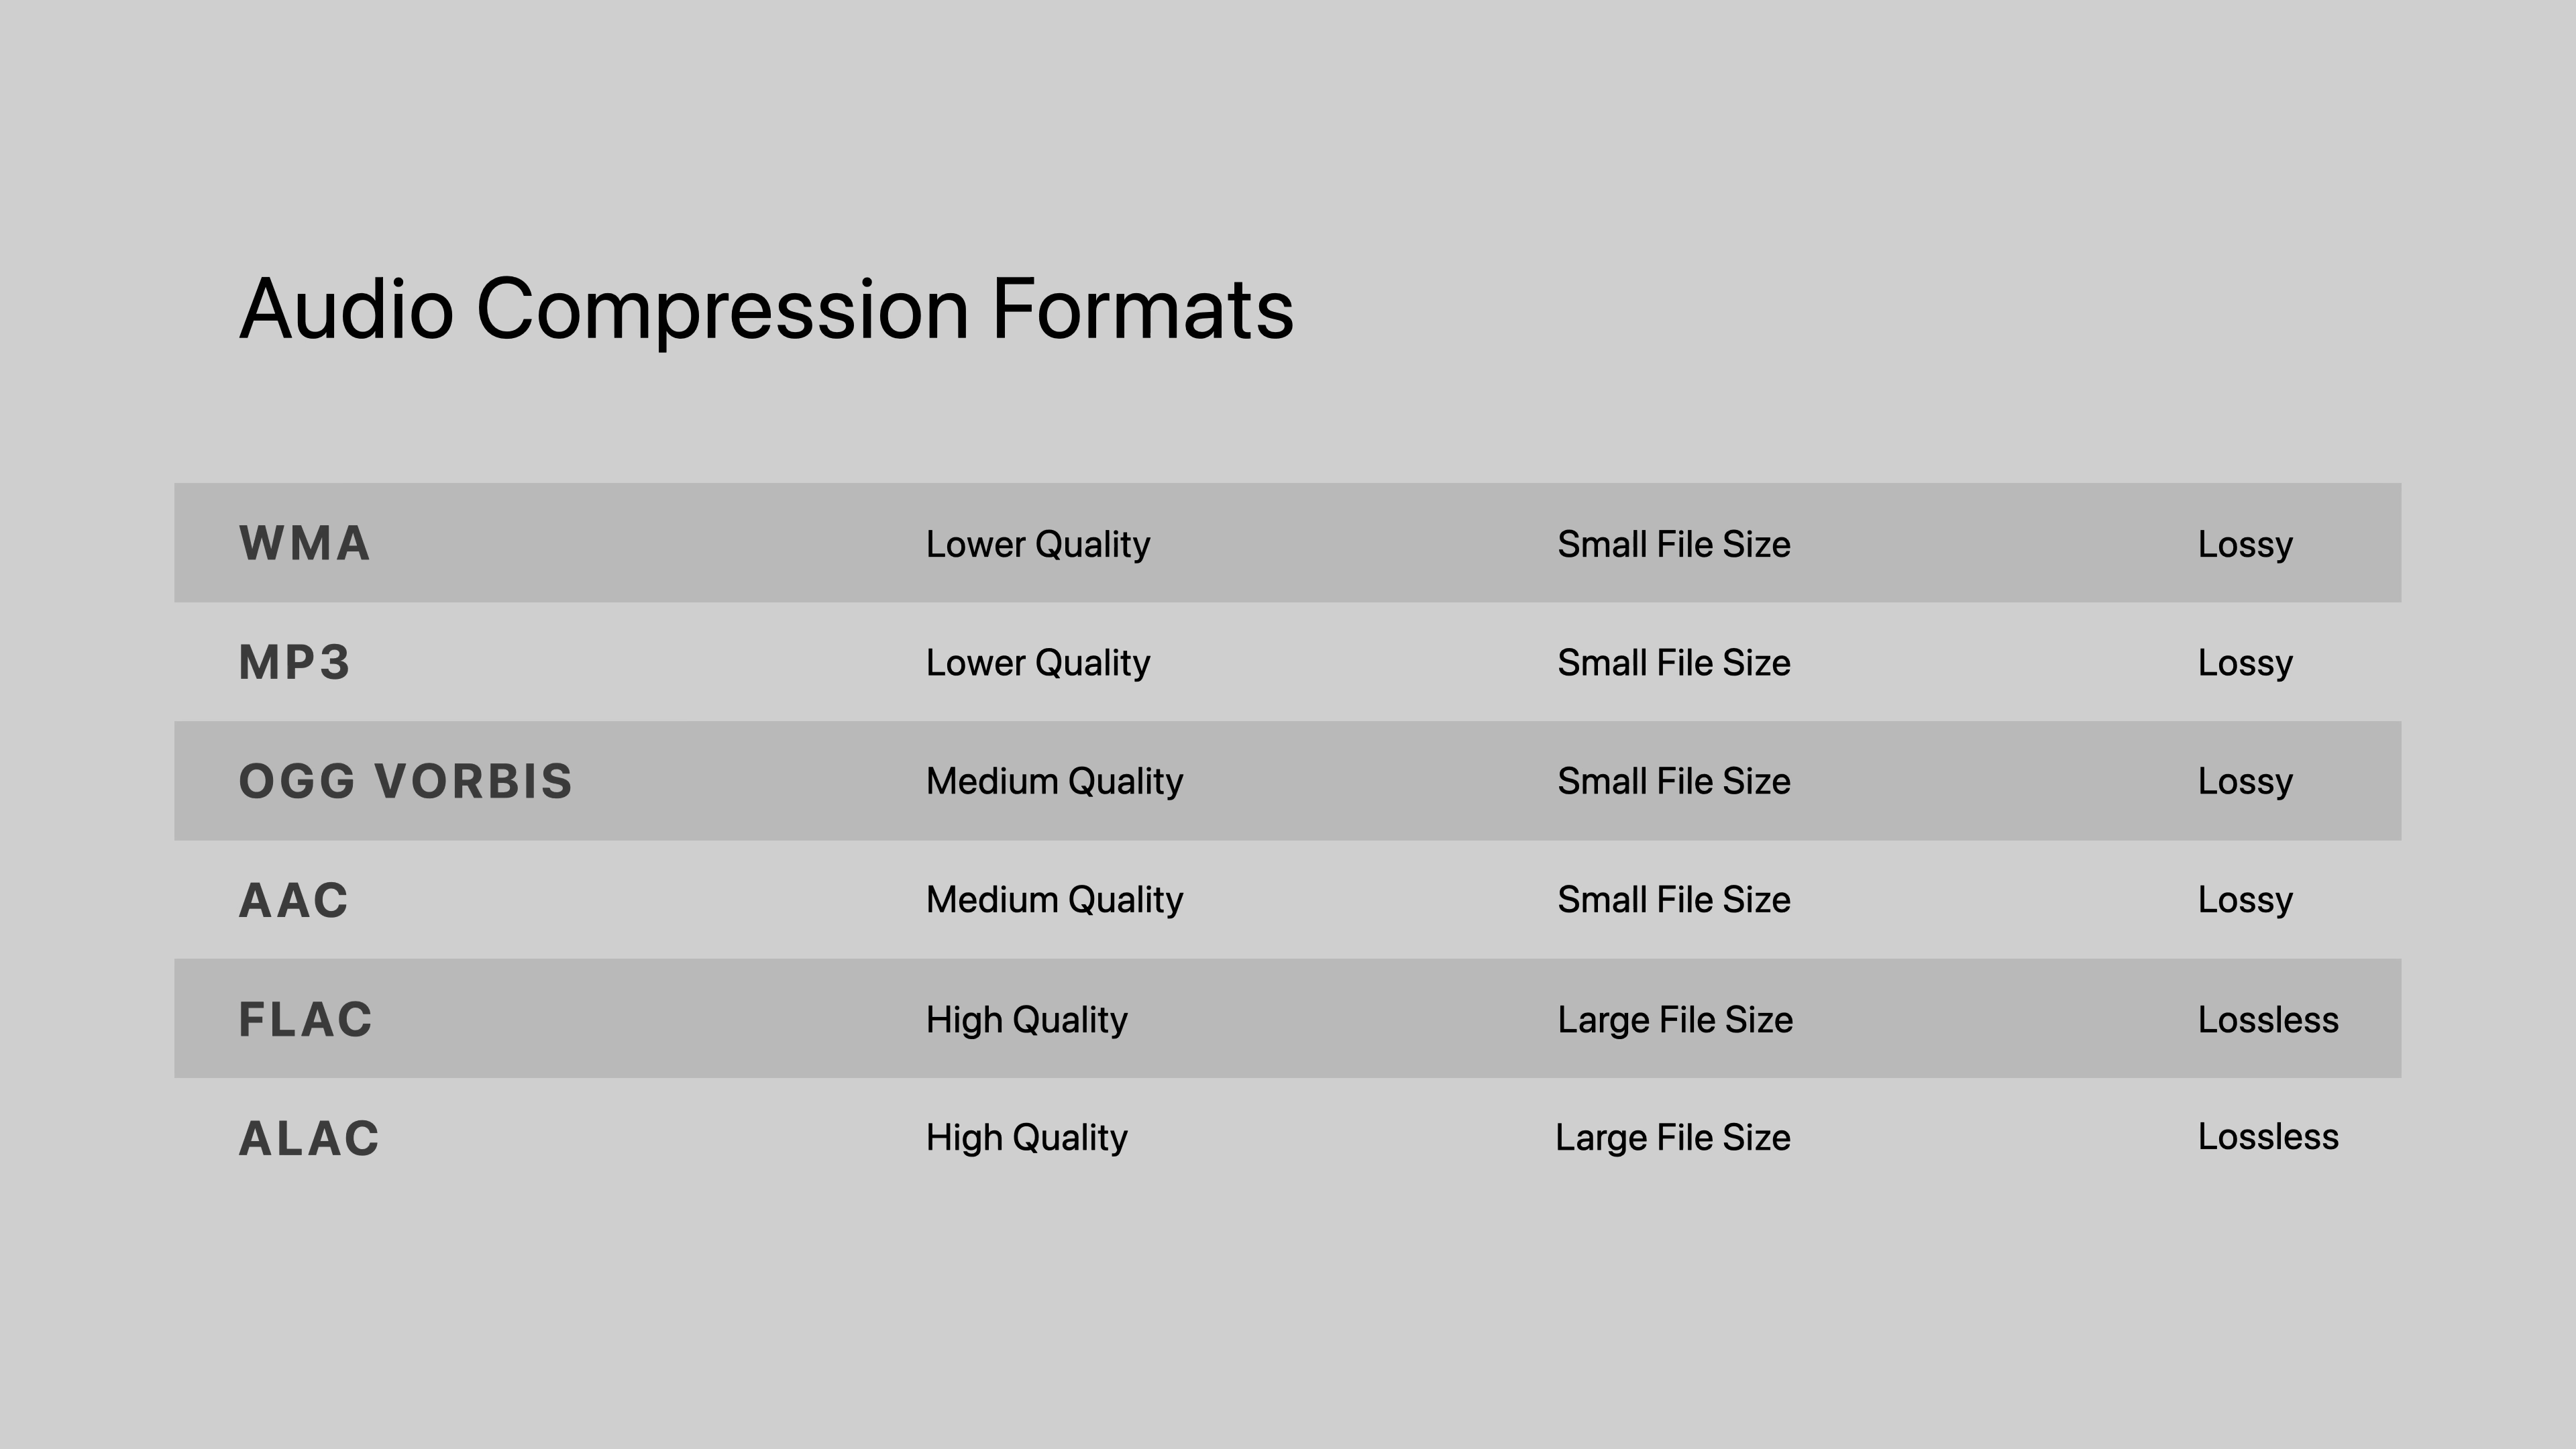 Audio Compression Formats
WMA Lower Quality Small File Size Lossy
MP3 Lower Quality Small File Size Lossy
OGG VORBIS Medium Quality Small File Size Lossy
AAC Medium Quality Small File Size Lossy
FLAC High Quality Large File Size Lossless
ALAC High Quality Large File Size Lossless